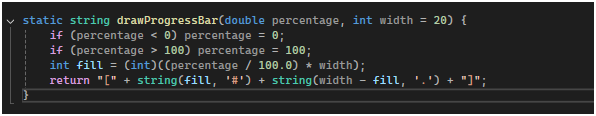 static string drawProgressBar(double percentage, int width = 20) {
    if (percentage < 0) percentage = 0;
    if (percentage > 100) percentage = 100;
    int fill = (int)((percentage / 100.0) * width);
    return "[" + string(fill, '#') + string(width - fill, '.') + "]";
}